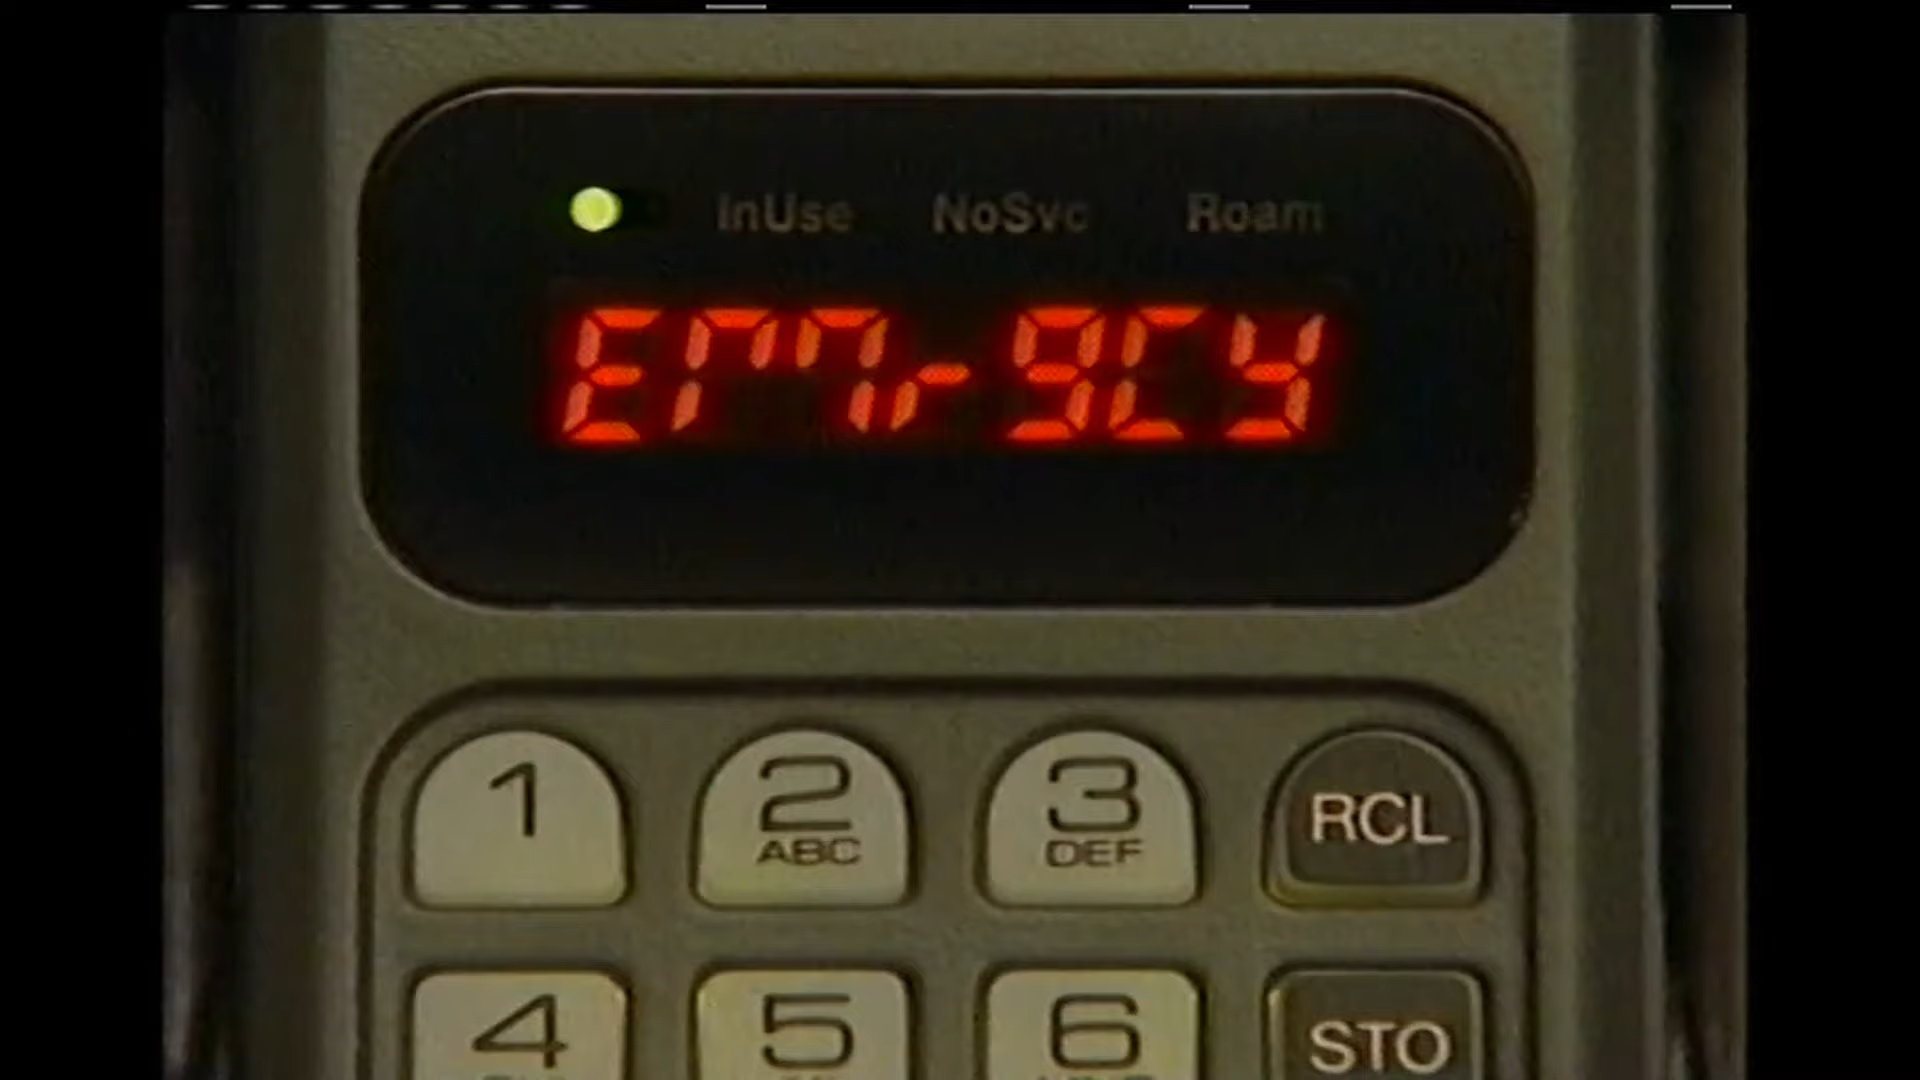 InUse NoSvc Roam
EMrgCy
1 2 3 RCL
ABC DEF
4 5 6 STO